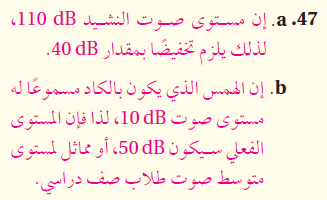 47. a. إن مستوى صوت النشيد 110 dB،
لذلك يلزم تخفيضًا بمقدار 40 dB.
b. إن الهمس الذي يكون بالكاد مسموعًا له
مستوى صوت 10 dB، لذا فإن المستوى
الفعلي سيكون 50 dB، أو مماثل لمستوى
متوسط صوت طلاب صف دراسي.